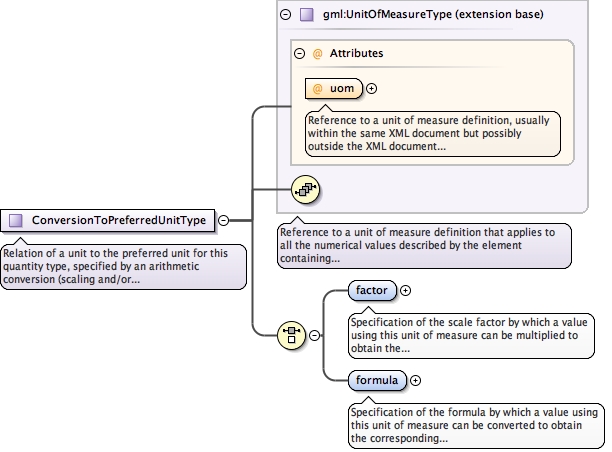 gml:UnitOfMeasureType (extension base)
@ Attributes
@ uom
Reference to a unit of measure definition, usually
within the same XML document but possibly
outside the XML document...
ConversionToPreferredUnitType
Relation of a unit to the preferred unit for this
quantity type, specified by an arithmetic
conversion (scaling and/or...
Reference to a unit of measure definition that applies to
all the numerical values described by the element
containing...
factor
Specification of the scale factor by which a value
using this unit of measure can be multiplied to
obtain the...
formula
Specification of the formula by which a value using
this unit of measure can be converted to obtain
the corresponding...